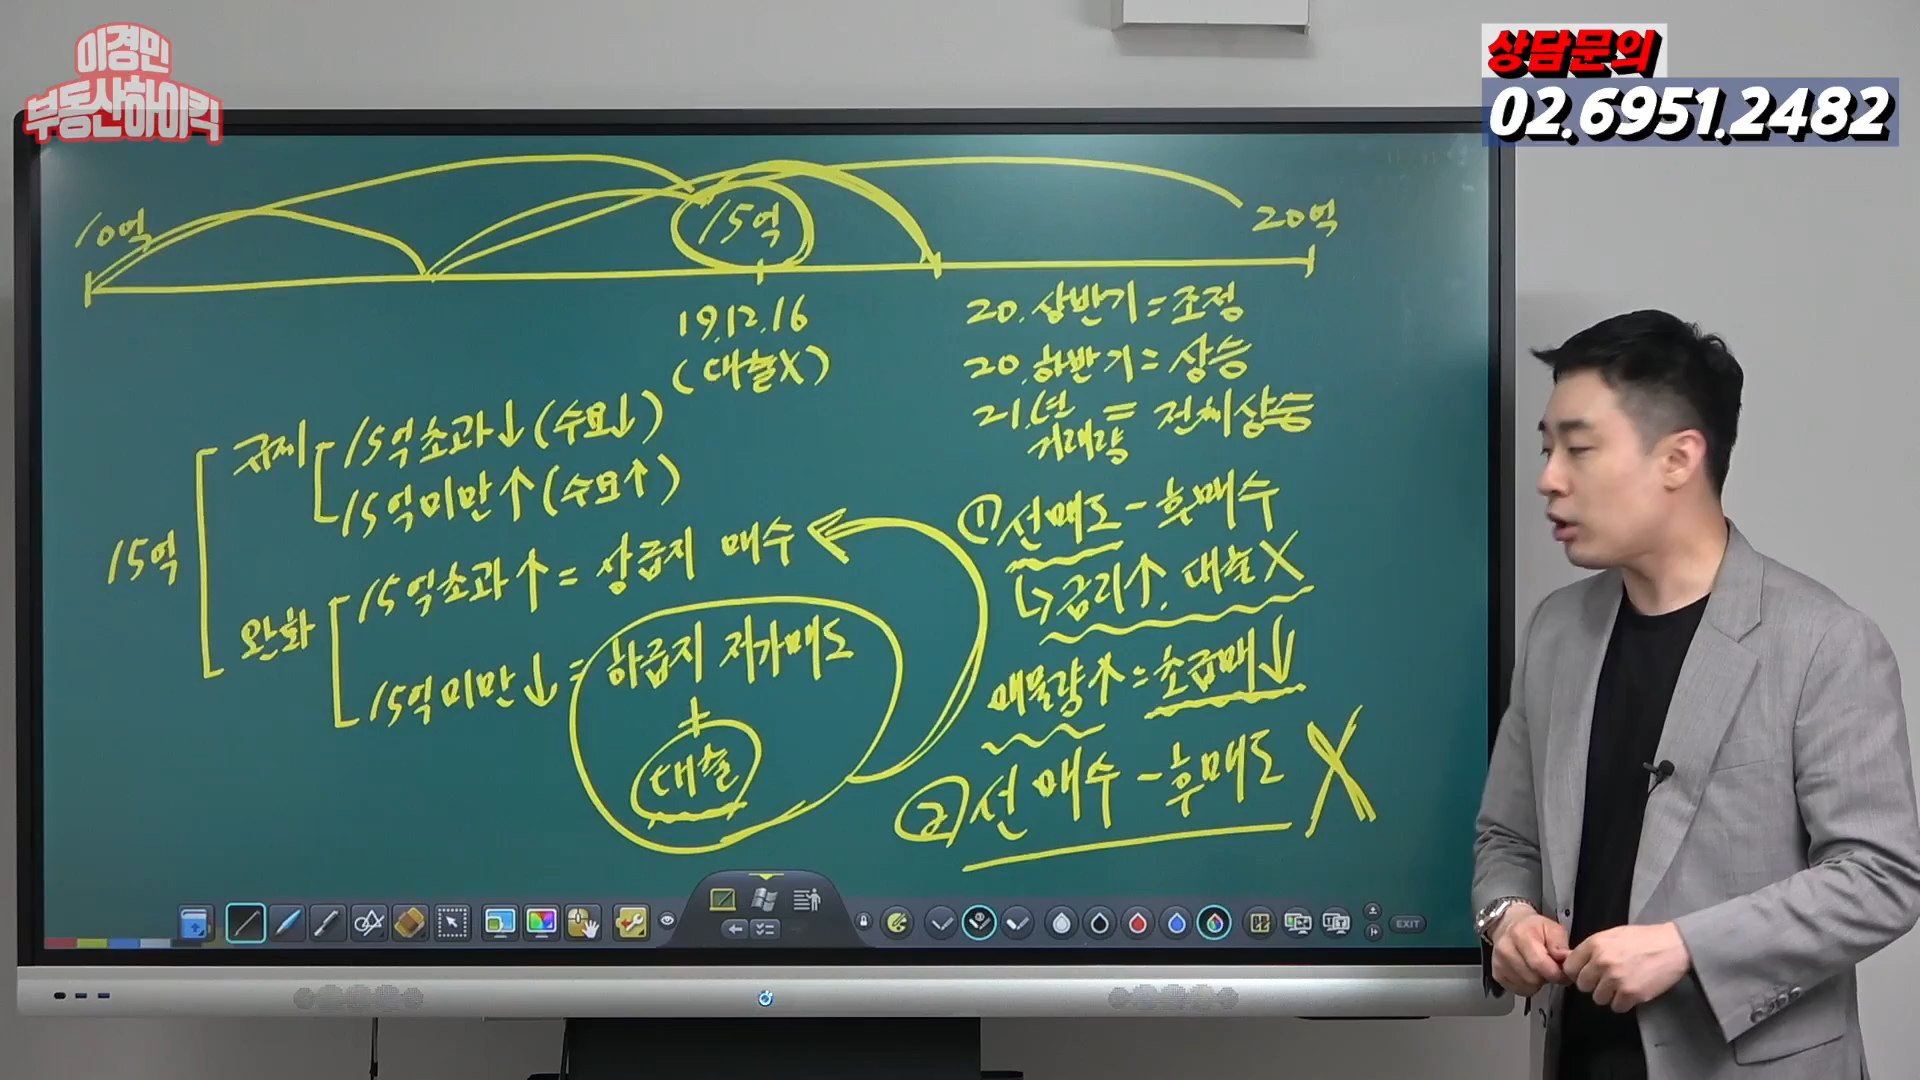 이경민
부동산하이킥
상담문의
02.6951.2482
10억
15억
20억
19.12.16
(대출X)
20.상반기=조정
20.하반기=상승
21.년 = 전체상승
거래량
15억
규제
15억초과↓(수요↓)
15억미만↑(수요↑)
완화
15억초과↑=상급지 매수
15억미만↓=하급지 저가매도
+
대출
①선매도-후매수
↳금리↑. 대출X
매물량↑=초급매↓
②선매수-후매도 X
EXIT